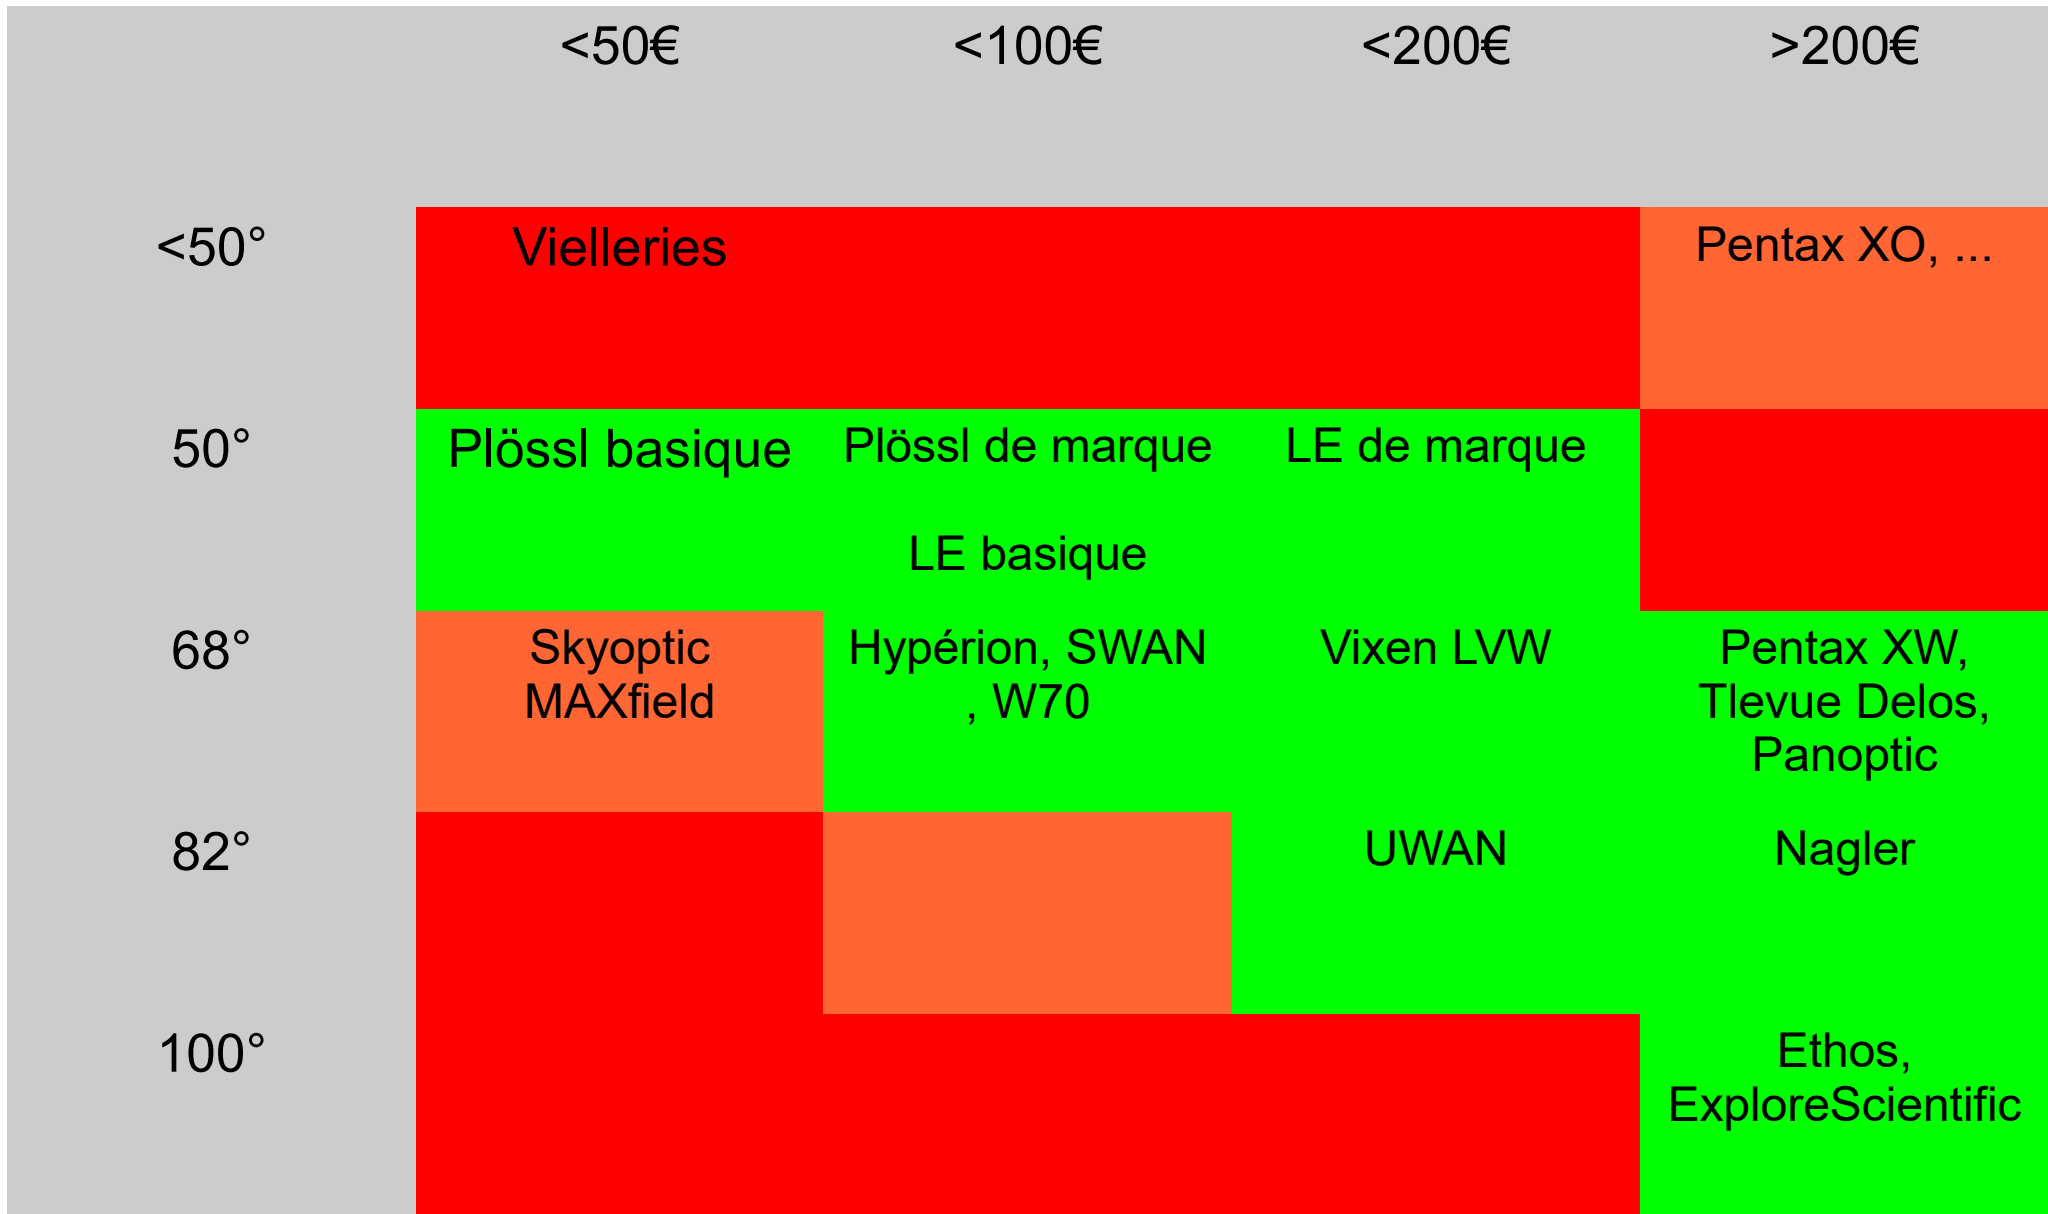 <50€ <100€ <200€ >200€
<50° Vielleries Pentax XO, ...
50° Plössl basique Plössl de marque LE de marque
LE basique
68° Skyoptic Hypérion, SWAN Vixen LVW Pentax XW,
MAXfield , W70 Tlevue Delos,
Panoptic
82° UWAN Nagler
100° Ethos,
ExploreScientific